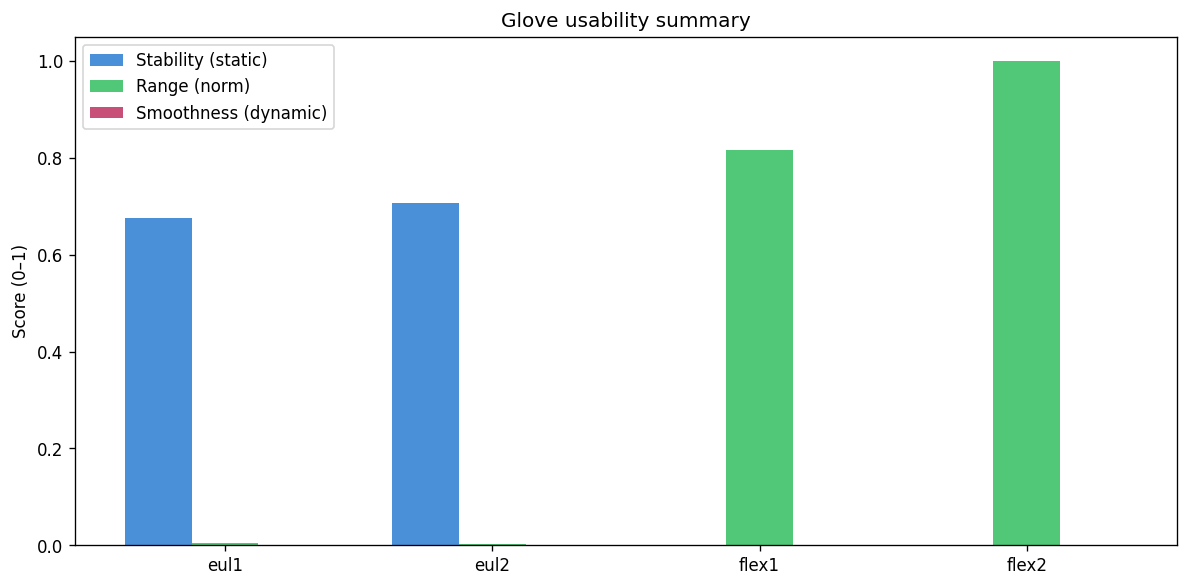 Glove usability summary
Stability (static)
Range (norm)
Smoothness (dynamic)
Score (0–1)
1.0
0.8
0.6
0.4
0.2
0.0
eul1
eul2
flex1
flex2